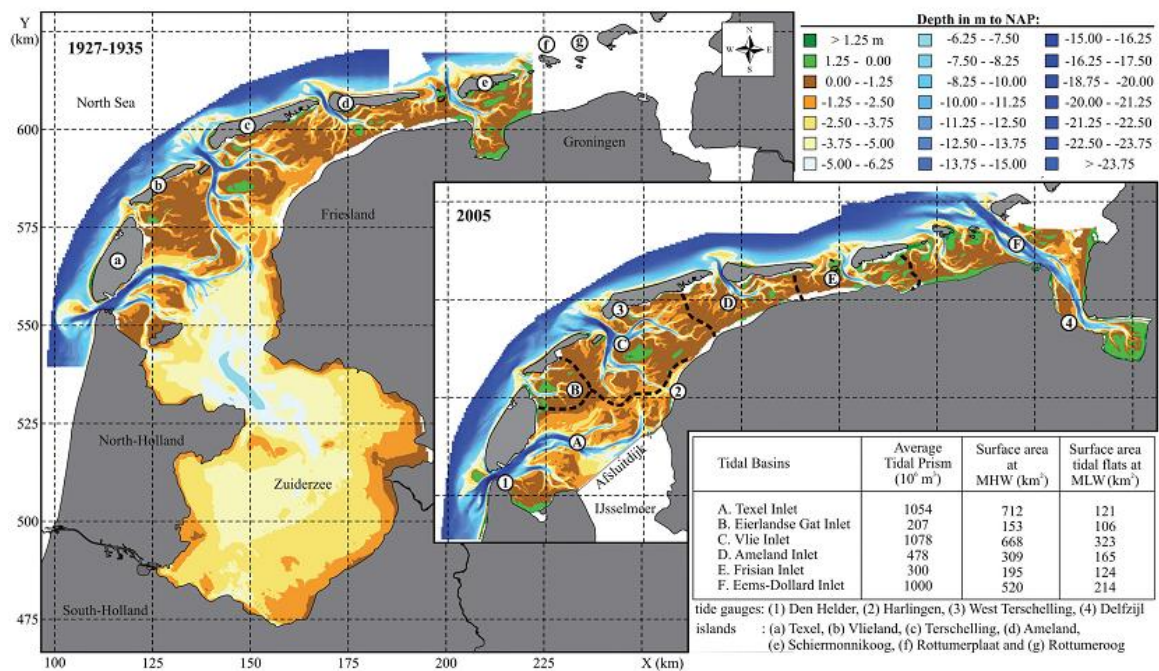 Y
(km)
1927-1935
North Sea
600
575
550
525
500
475
100
125
150
175
200
225
250
X (km)
a
b
c
d
e
f
g
N
W E
S
Groningen
Friesland
North-Holland
Zuiderzee
South-Holland
Depth in m to NAP:
> 1.25 m
1.25 - 0.00
0.00 - -1.25
-1.25 - -2.50
-2.50 - -3.75
-3.75 - -5.00
-5.00 - -6.25
-6.25 - -7.50
-7.50 - -8.25
-8.25 - -10.00
-10.00 - -11.25
-11.25 - -12.50
-12.50 - -13.75
-13.75 - -15.00
-15.00 - -16.25
-16.25 - -17.50
-18.75 - -20.00
-20.00 - -21.25
-21.25 - -22.50
-22.50 - -23.75
> -23.75
2005
A
B
C
D
E
F
1
2
3
4
Afsluitdijk
IJsselmeer
Tidal Basins Average Tidal Prism (10⁶ m³) Surface area at MHW (km²) Surface area tidal flats at MLW (km²)
A. Texel Inlet 1054 712 121
B. Eierlandse Gat Inlet 207 153 106
C. Vlie Inlet 1078 668 323
D. Ameland Inlet 478 309 165
E. Frisian Inlet 300 195 124
F. Eems-Dollard Inlet 1000 520 214
tide gauges: (1) Den Helder, (2) Harlingen, (3) West Terschelling, (4) Delfzijl
islands : (a) Texel, (b) Vlieland, (c) Terschelling, (d) Ameland,
(e) Schiermonnikoog, (f) Rottumerplaat and (g) Rottumeroog